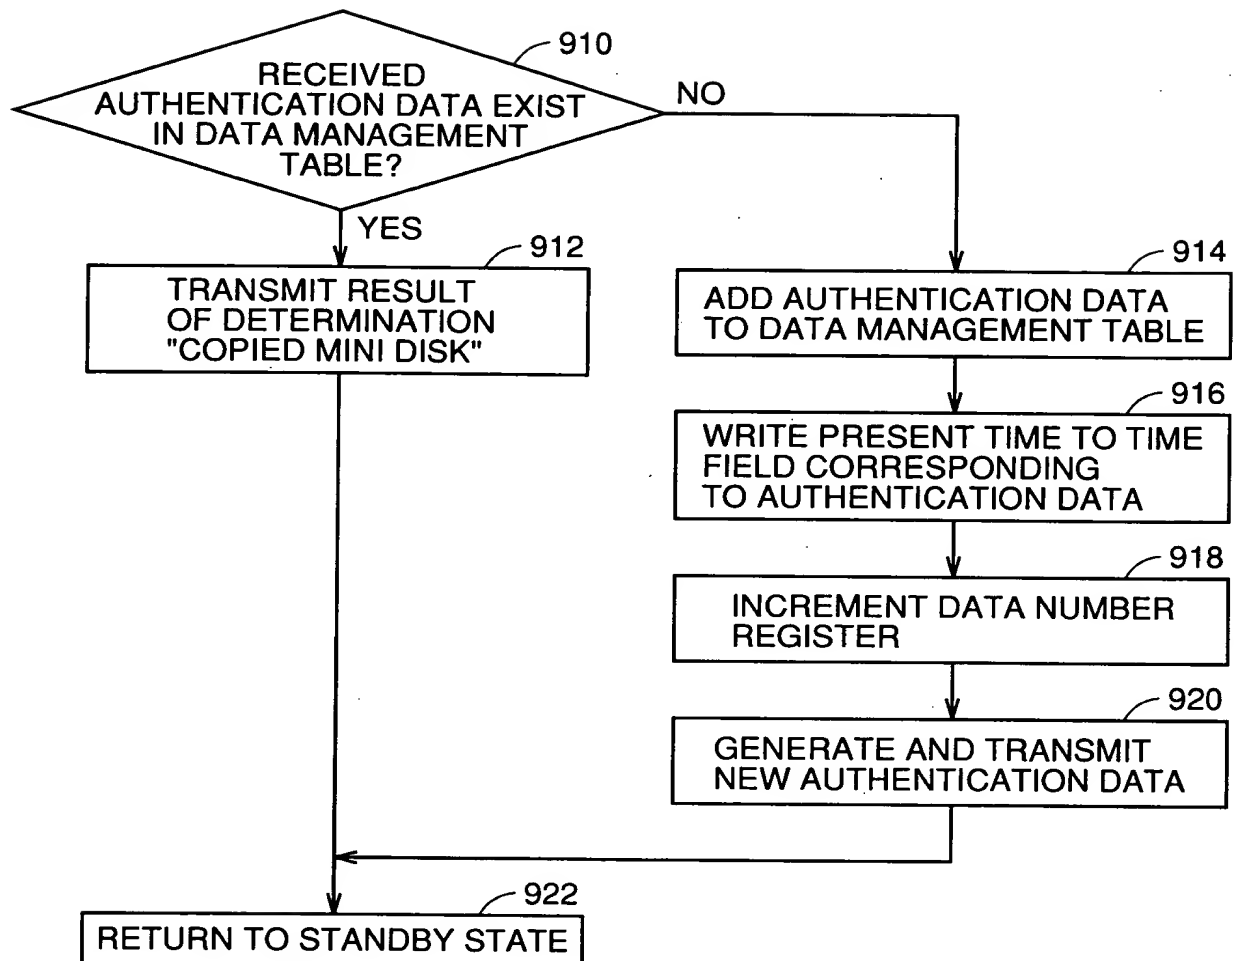 910
RECEIVED
AUTHENTICATION DATA EXIST
IN DATA MANAGEMENT
TABLE?
NO
YES
912
TRANSMIT RESULT
OF DETERMINATION
"COPIED MINI DISK"
914
ADD AUTHENTICATION DATA
TO DATA MANAGEMENT TABLE
916
WRITE PRESENT TIME TO TIME
FIELD CORRESPONDING
TO AUTHENTICATION DATA
918
INCREMENT DATA NUMBER
REGISTER
920
GENERATE AND TRANSMIT
NEW AUTHENTICATION DATA
922
RETURN TO STANDBY STATE